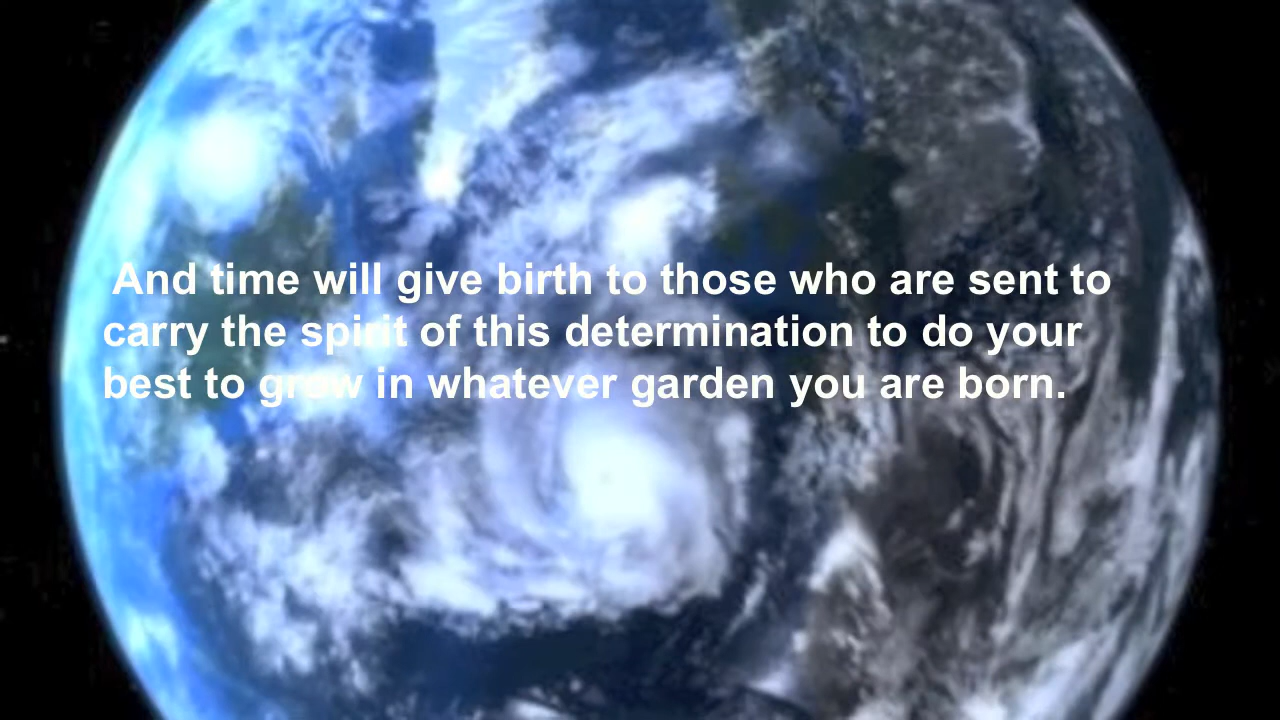 And time will give birth to those who are sent to
carry the spirit of this determination to do your
best to grow in whatever garden you are born.